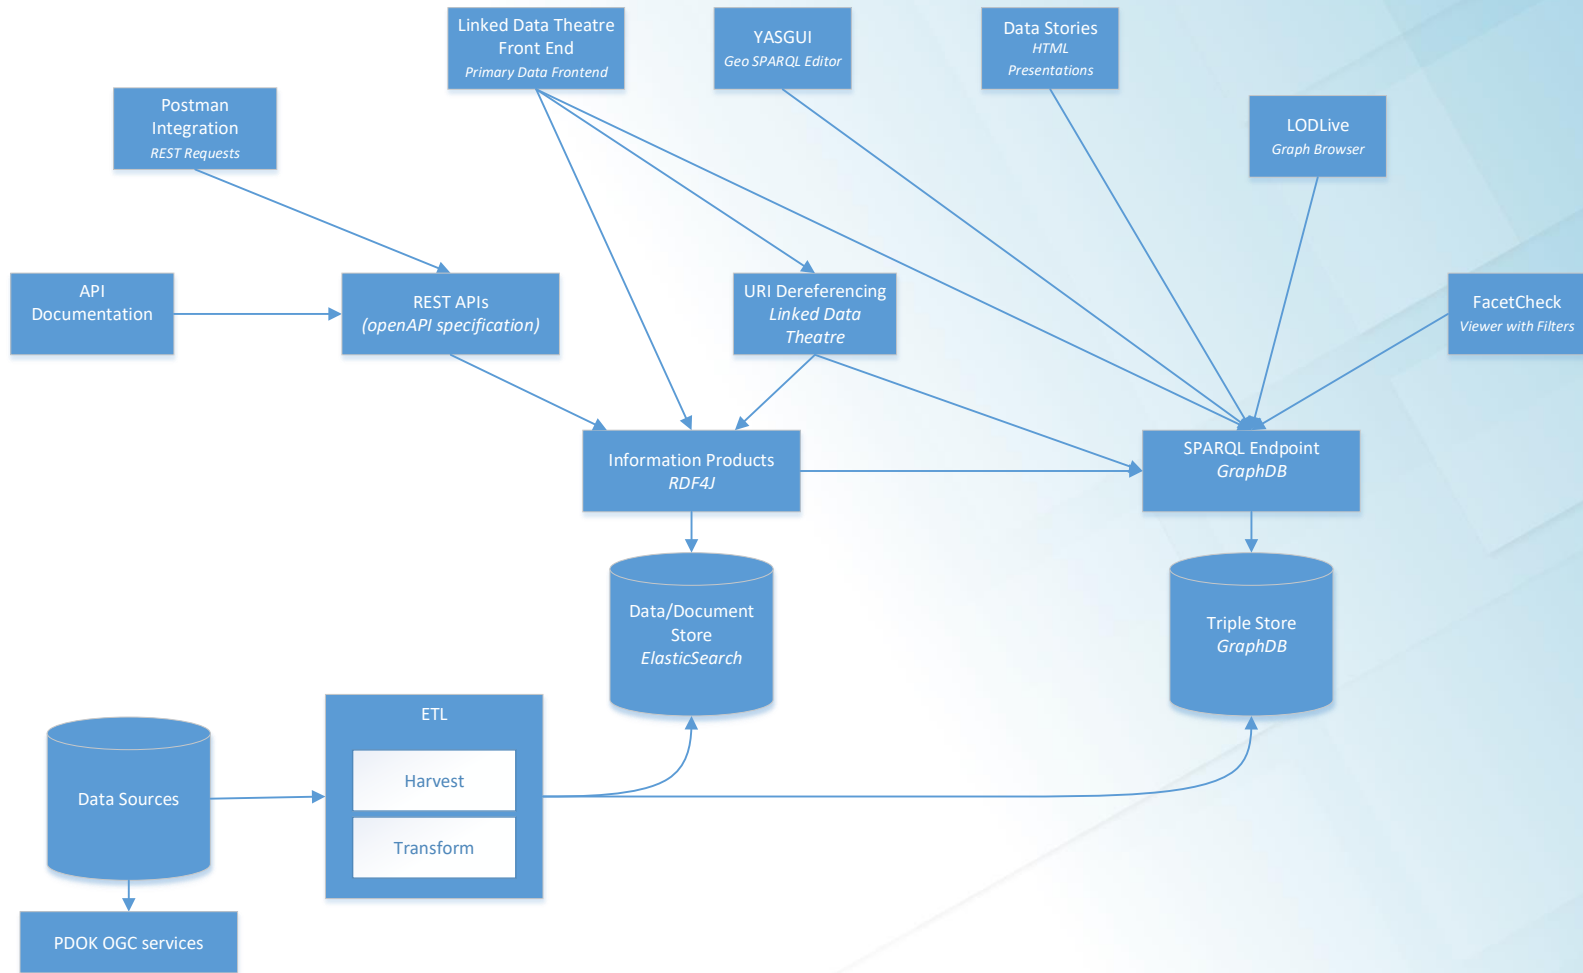 Linked Data Theatre
Front End
Primary Data Frontend
YASGUI
Geo SPARQL Editor
Data Stories
HTML
Presentations
Postman
Integration
REST Requests
LODLive
Graph Browser
API
Documentation
REST APIs
(openAPI specification)
URI Dereferencing
Linked Data
Theatre
FacetCheck
Viewer with Filters
Information Products
RDF4J
SPARQL Endpoint
GraphDB
Data/Document
Store
ElasticSearch
Triple Store
GraphDB
Data Sources
ETL
Harvest
Transform
PDOK OGC services